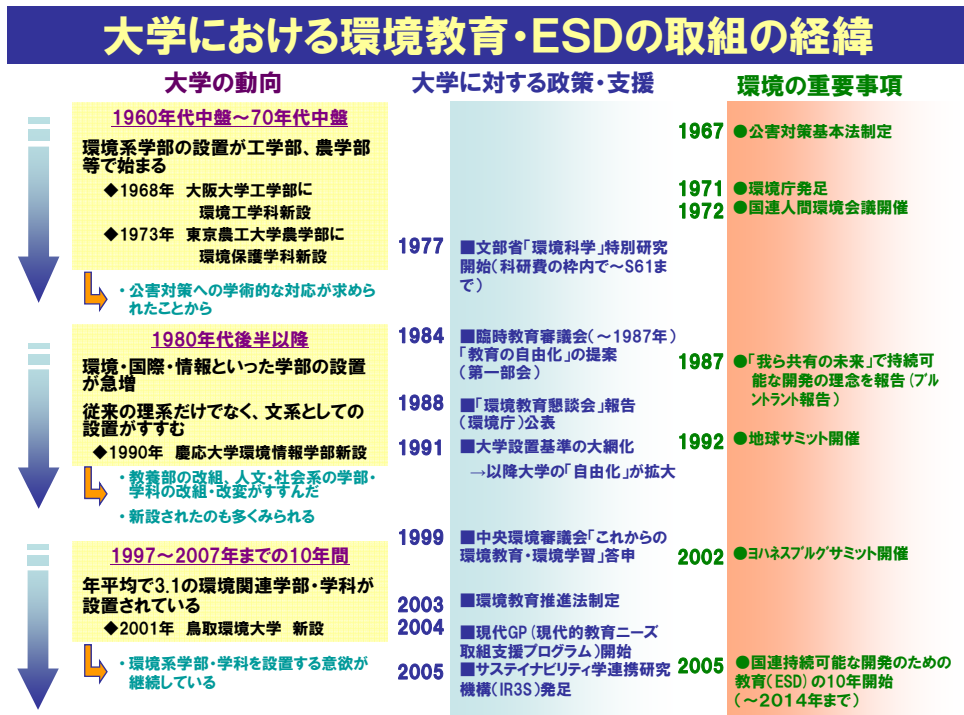 大学における環境教育・ESDの取組の経緯
大学の動向
1960年代中盤～70年代中盤
環境系学部の設置が工学部、農学部
等で始まる
◆1968年 大阪大学工学部に
環境工学科新設
◆1973年 東京農工大学農学部に
環境保護学科新設
・公害対策への学術的な対応が求めら
れたことから
1980年代後半以降
環境・国際・情報といった学部の設置
が急増
従来の理系だけでなく、文系としての
設置がすすむ
◆1990年 慶応大学環境情報学部新設
・教養部の改組、人文・社会系の学部・
学科の改組・改変がすすんだ
・新設されたのも多くみられる
1997～2007年までの10年間
年平均で3.1の環境関連学部・学科が
設置されている
◆2001年 鳥取環境大学 新設
・環境系学部・学科を設置する意欲が
継続している
大学に対する政策・支援
1977 ■文部省「環境科学」特別研究
開始（科研費の枠内で～S61ま
で）
1984 ■臨時教育審議会（～1987年）
「教育の自由化」の提案
（第一部会）
1988 ■「環境教育懇談会」報告
（環境庁）公表
1991 ■大学設置基準の大綱化
→以降大学の「自由化」が拡大
1999 ■中央環境審議会「これからの
環境教育・環境学習」答申
2003 ■環境教育推進法制定
2004 ■現代GP（現代的教育ニーズ
取組支援プログラム）開始
2005 ■サステイナビリティ学連携研究
機構（IR3S）発足
環境の重要事項
1967 ●公害対策基本法制定
1971 ●環境庁発足
1972 ●国連人間環境会議開催
1987 ●「我ら共有の未来」で持続可
能な開発の理念を報告（ﾌﾞﾙ
ﾝﾄﾗﾝﾄ報告）
1992 ●地球サミット開催
2002 ●ﾖﾊﾈｽﾌﾞﾙｸﾞサミット開催
2005 ●国連持続可能な開発のための
教育（ESD）の10年開始
（～2014年まで）